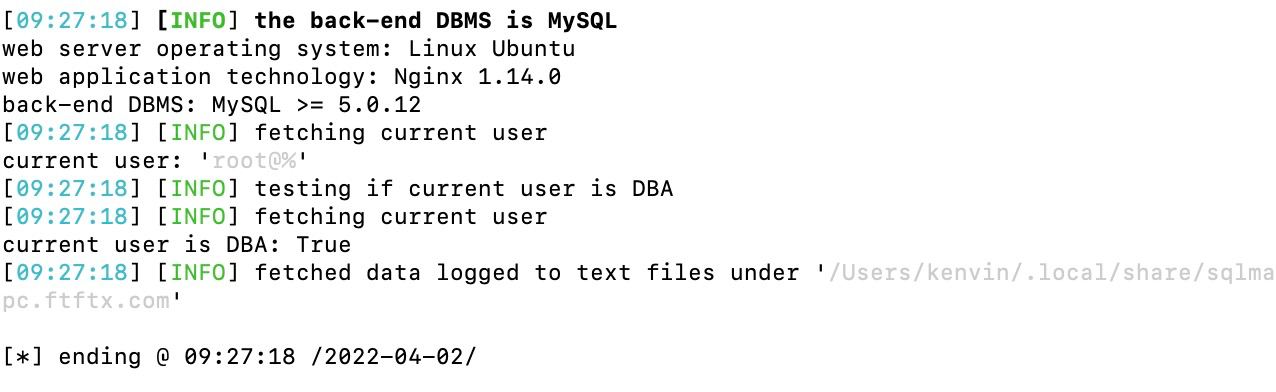 [09:27:18] [INFO] the back-end DBMS is MySQL
web server operating system: Linux Ubuntu
web application technology: Nginx 1.14.0
back-end DBMS: MySQL >= 5.0.12
[09:27:18] [INFO] fetching current user
current user: 'root@%'
[09:27:18] [INFO] testing if current user is DBA
[09:27:18] [INFO] fetching current user
current user is DBA: True
[09:27:18] [INFO] fetched data logged to text files under '/Users/kenvin/.local/share/sqlma
pc.ftftx.com'
[*] ending @ 09:27:18 /2022-04-02/